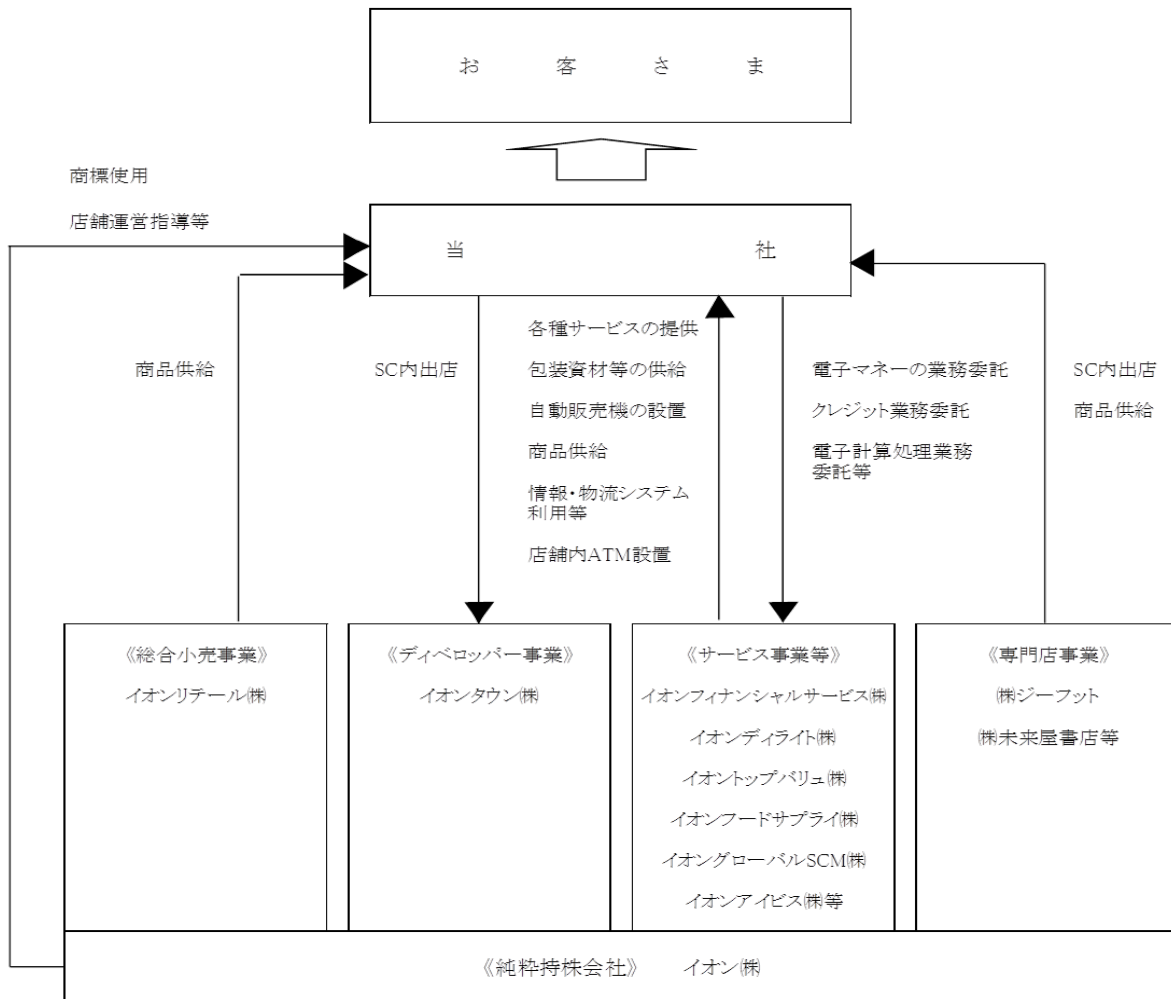 お客さま
商標使用
店舗運営指導等
当社
商品供給
SC内出店
各種サービスの提供
包装資材等の供給
自動販売機の設置
商品供給
情報・物流システム
利用等
店舗内ATM設置
電子マネーの業務委託
クレジット業務委託
電子計算処理業務
委託等
SC内出店
商品供給
《総合小売事業》
イオンリテール㈱
《ディベロッパー事業》
イオンタウン㈱
《サービス事業等》
イオンフィナンシャルサービス㈱
イオンディライト㈱
イオントップバリュ㈱
イオンフードサプライ㈱
イオングローバルSCM㈱
イオンアイビス㈱等
《専門店事業》
㈱ジーフット
㈱未来屋書店等
《純粋持株会社》 イオン㈱